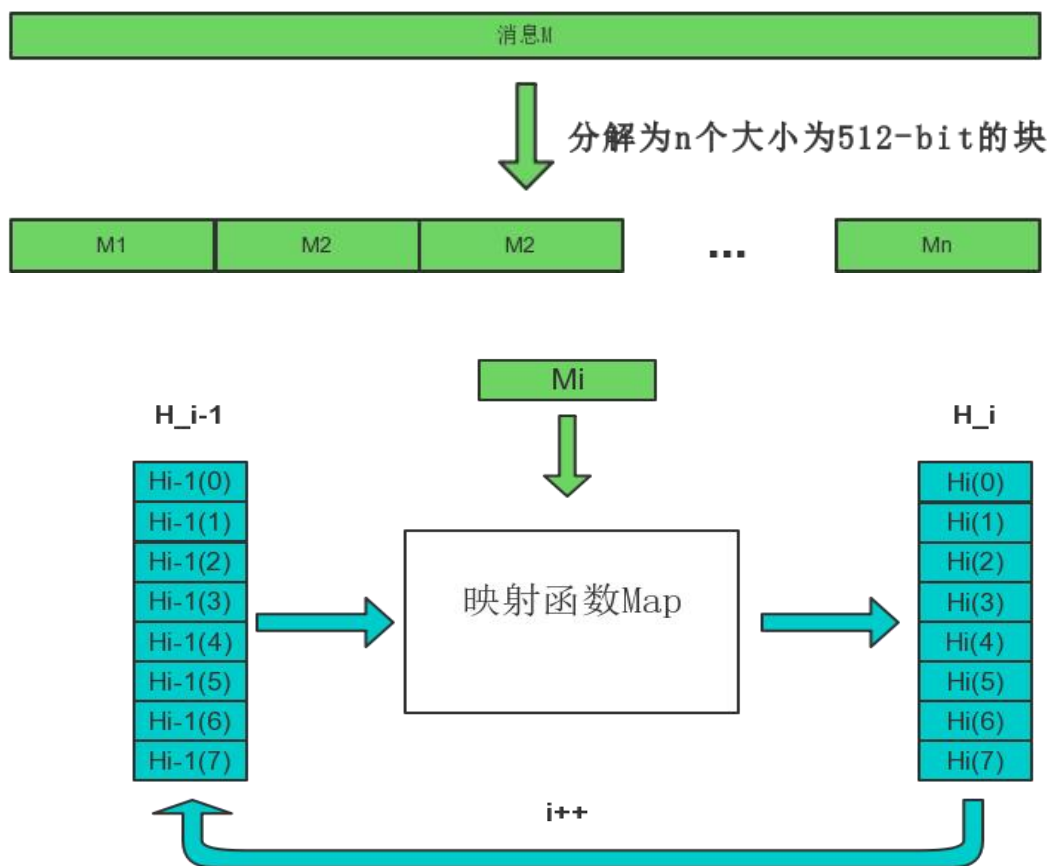 消息M
分解为n个大小为512-bit的块
M1 M2 M2 ... Mn
Mi
H_i-1 H_i
Hi-1(0) Hi(0)
Hi-1(1) Hi(1)
Hi-1(2) Hi(2)
Hi-1(3) Hi(3)
映射函数Map
Hi-1(4) Hi(4)
Hi-1(5) Hi(5)
Hi-1(6) Hi(6)
Hi-1(7) Hi(7)
i++